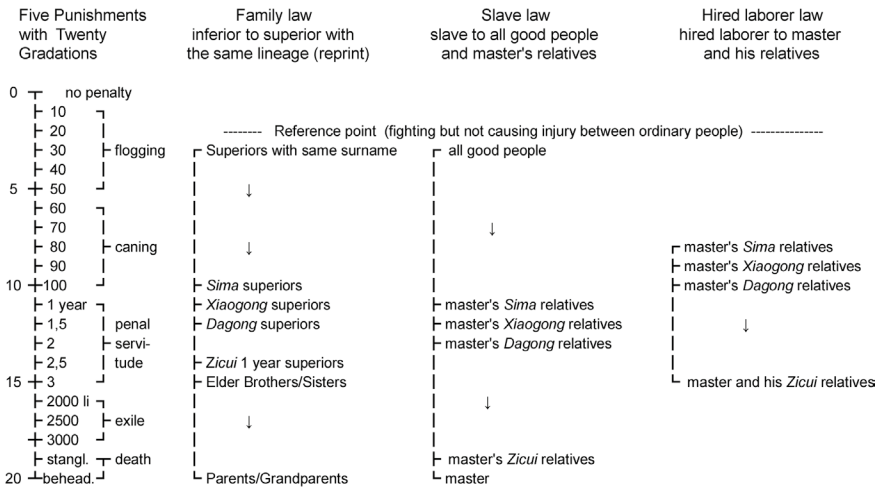 Five Punishments
with Twenty
Gradations
Family law
inferior to superior with
the same lineage (reprint)
Slave law
slave to all good people
and master's relatives
Hired laborer law
hired laborer to master
and his relatives
0 no penalty
10
20 -------- Reference point (fighting but not causing injury between ordinary people) ---------------
30 flogging Superiors with same surname all good people
40
5 50 ↓
60
70 ↓
80 caning ↓ master's Sima relatives
90 master's Xiaogong relatives
10 100 Sima superiors master's Dagong relatives
1 year Xiaogong superiors master's Sima relatives
1,5 penal Dagong superiors master's Xiaogong relatives ↓
2 servi- master's Dagong relatives
2,5 tude Zicui 1 year superiors
15 3 Elder Brothers/Sisters master and his Zicui relatives
2000 li ↓
2500 exile ↓
3000
stangl. death master's Zicui relatives
20 behead. Parents/Grandparents master